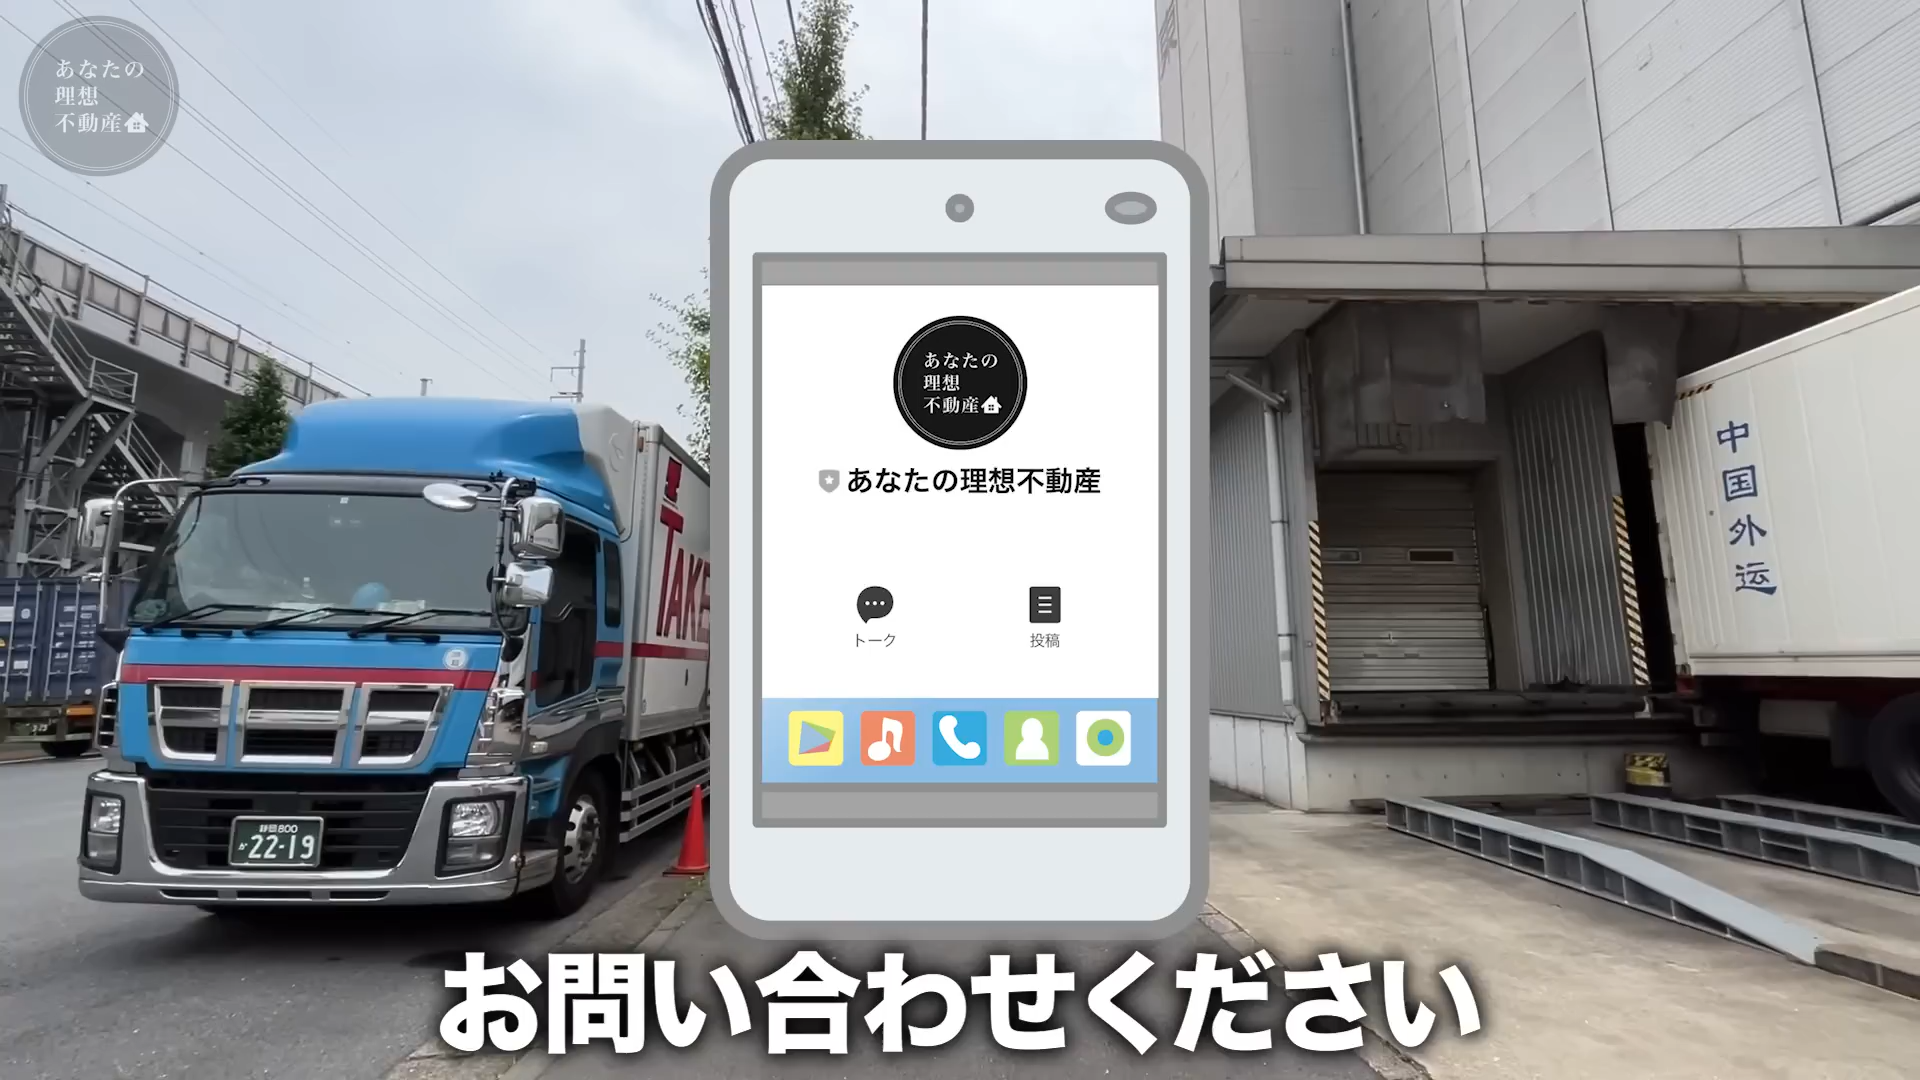 あなたの
理想
不動産
東
TAKE
静岡800
か22-19
中
国
外
运
あなたの
理想
不動産
あなたの理想不動産
トーク
投稿
お問い合わせください